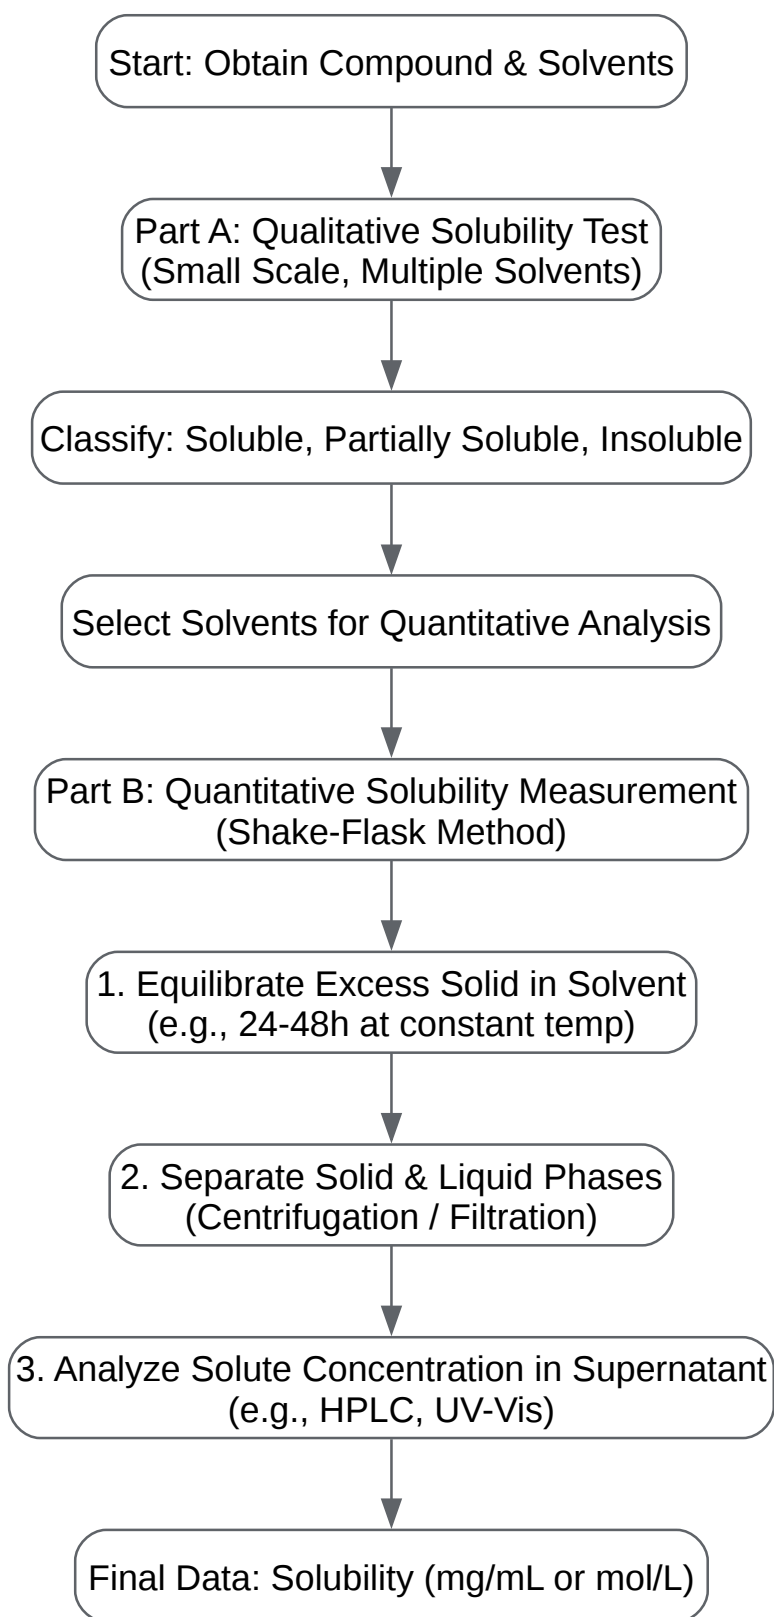 Start: Obtain Compound & Solvents
Part A: Qualitative Solubility Test
(Small Scale, Multiple Solvents)
Classify: Soluble, Partially Soluble, Insoluble
Select Solvents for Quantitative Analysis
Part B: Quantitative Solubility Measurement
(Shake-Flask Method)
1. Equilibrate Excess Solid in Solvent
(e.g., 24-48h at constant temp)
2. Separate Solid & Liquid Phases
(Centrifugation / Filtration)
3. Analyze Solute Concentration in Supernatant
(e.g., HPLC, UV-Vis)
Final Data: Solubility (mg/mL or mol/L)